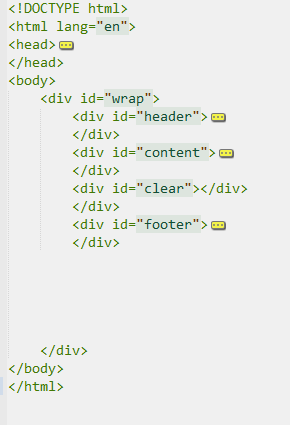 <!DOCTYPE html>
<html lang="en">
<head>
</head>
<body>
<div id="wrap">
<div id="header">
</div>
<div id="content">
</div>
<div id="clear"></div>
</div>
<div id="footer">
</div>
</div>
</body>
</html>